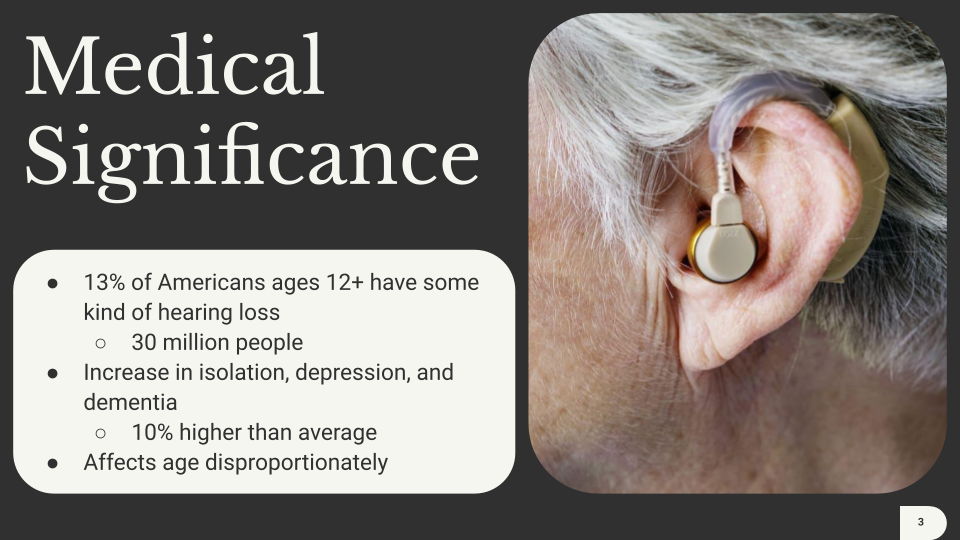 Medical
Significance
● 13% of Americans ages 12+ have some
kind of hearing loss
○ 30 million people
● Increase in isolation, depression, and
dementia
○ 10% higher than average
● Affects age disproportionately
3